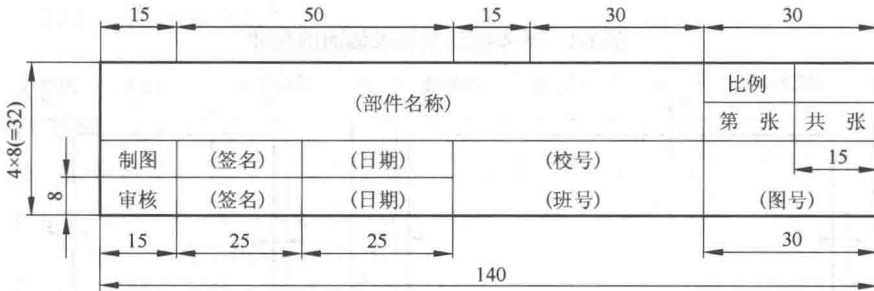 15 50 15 30 30
比例
(部件名称)
第 张 共 张
4×8(=32)
制图 (签名) (日期) (校号) 15
8
审核 (签名) (日期) (班号) (图号)
15 25 25 30
140